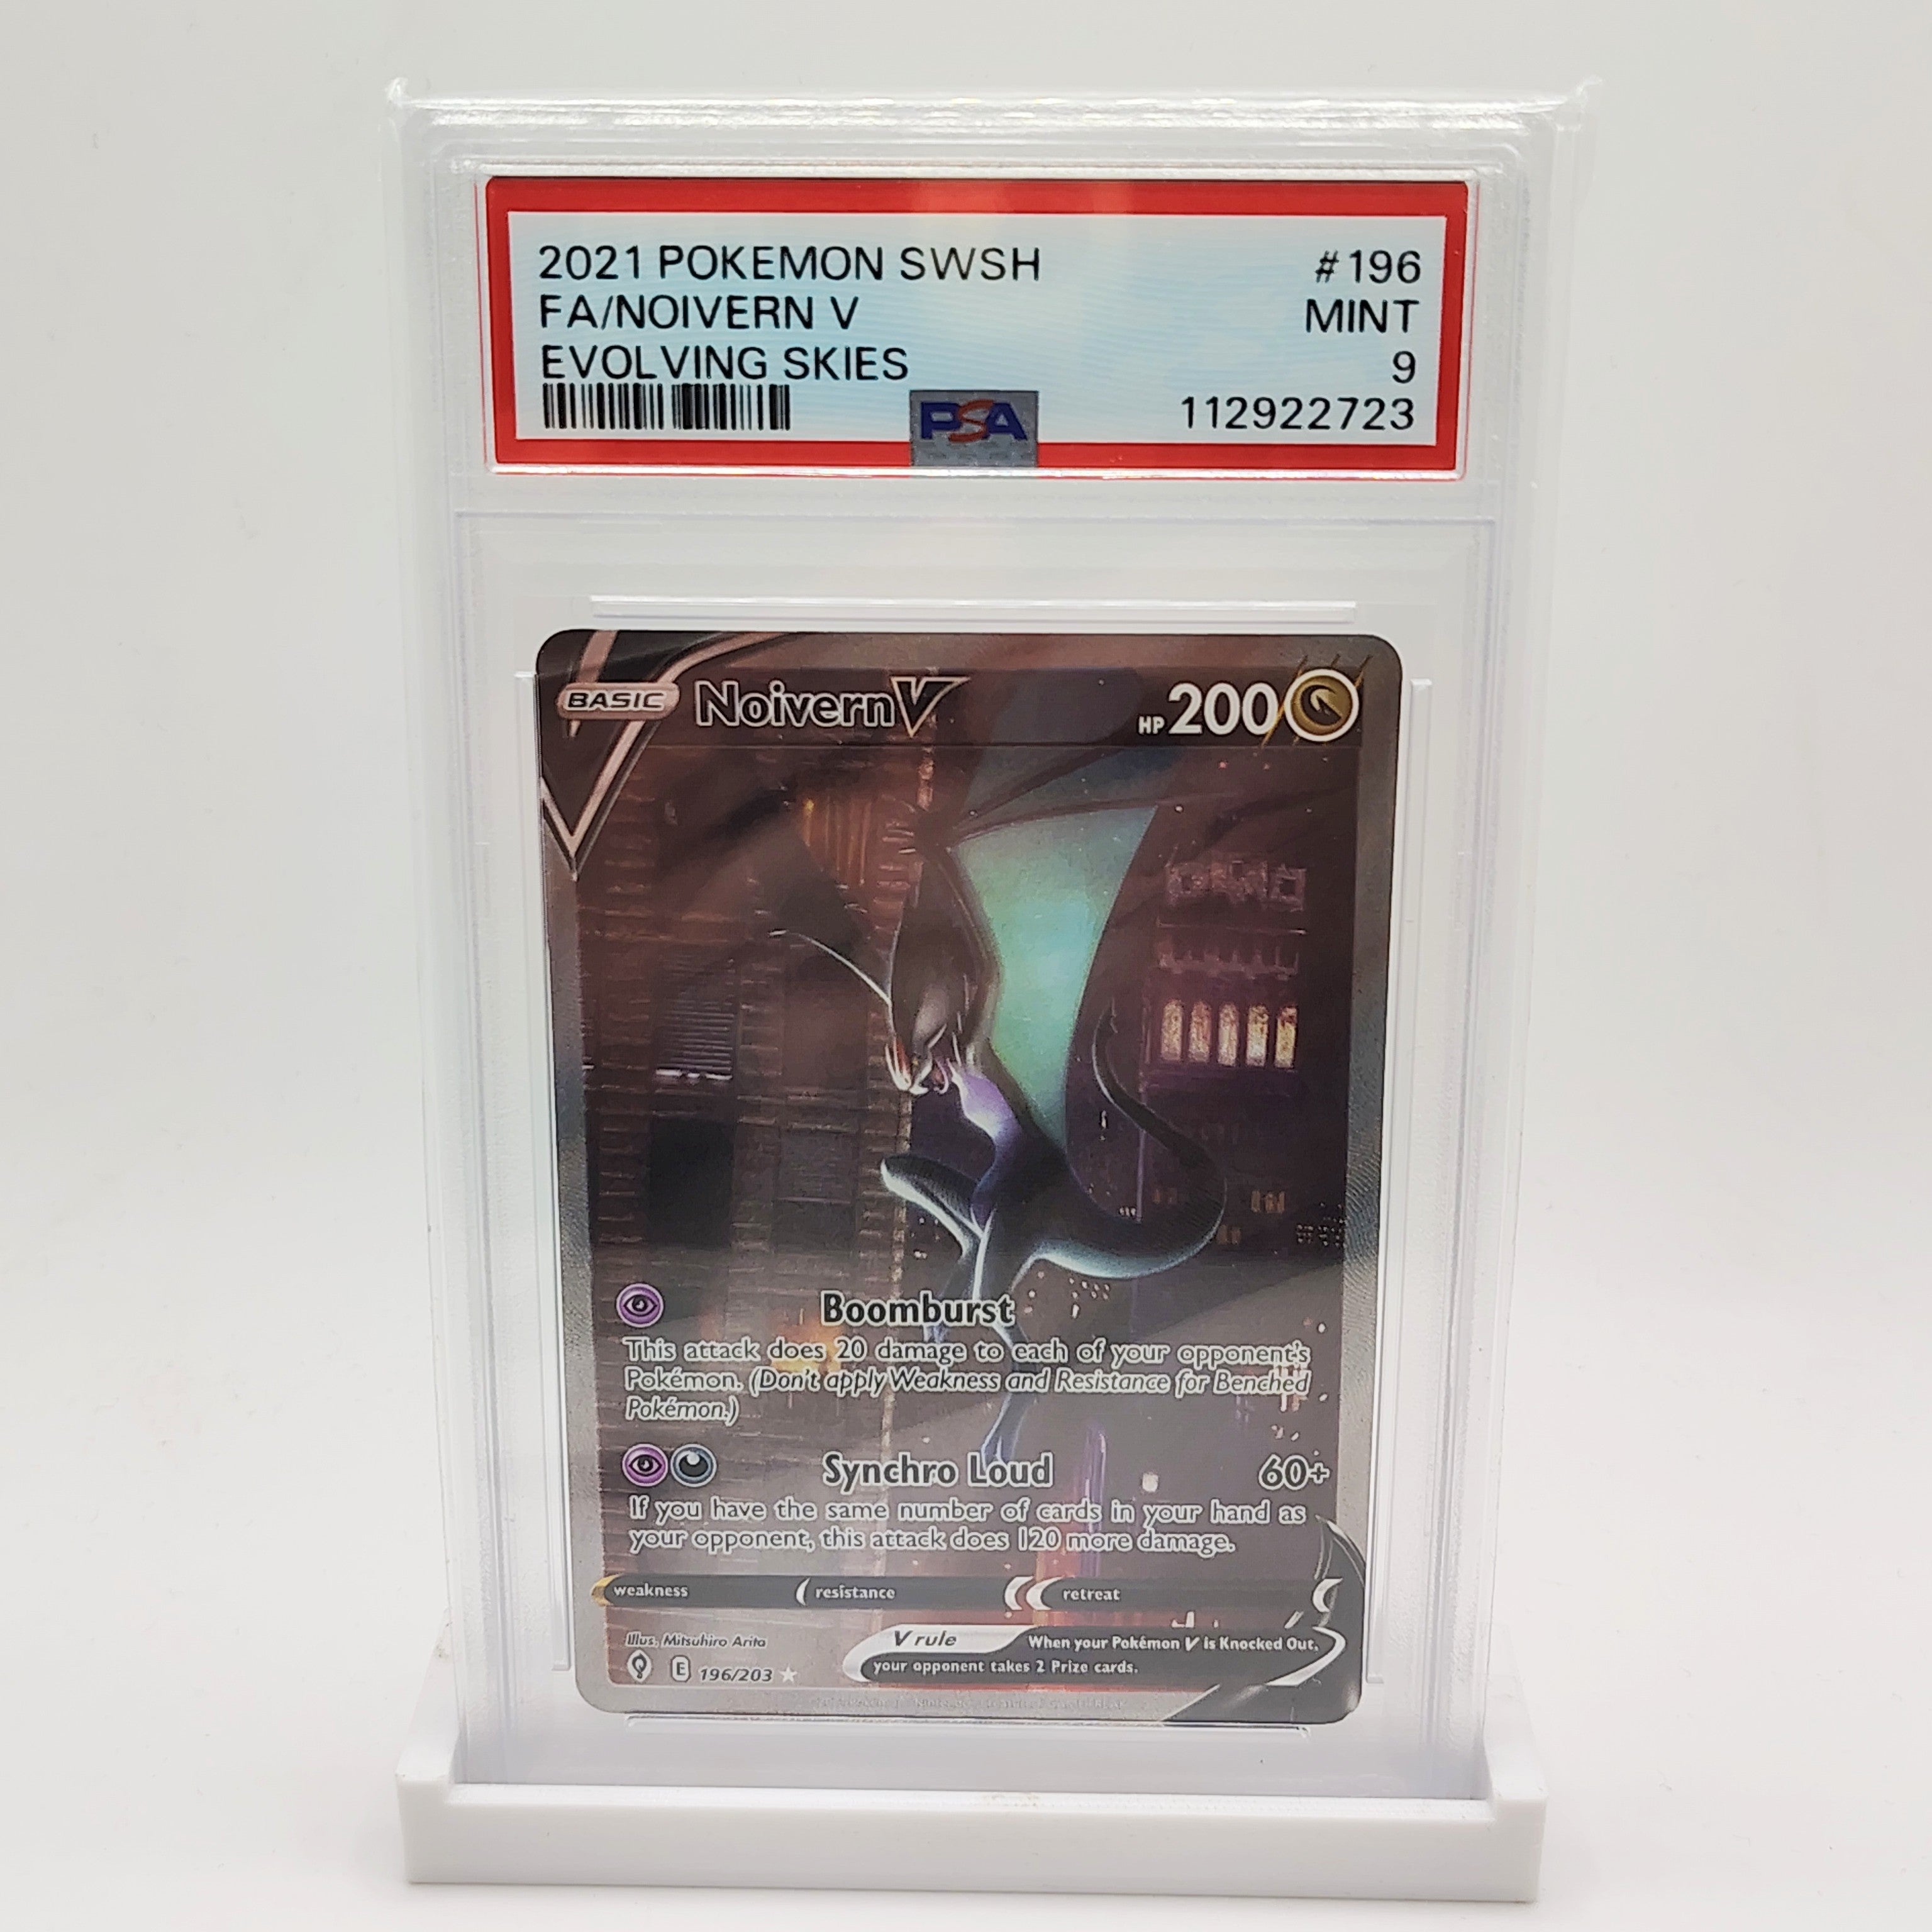 2021 POKEMON SWSH #196
FA/NOIVERN V MINT
EVOLVING SKIES 9
PSA 112922723
BASIC Noivern V HP 200
Boomburst
This attack does 20 damage to each of your opponent's
Pokémon. (Don't apply Weakness and Resistance for Benched
Pokémon.)
Synchro Loud 60+
If you have the same number of cards in your hand as
your opponent, this attack does 120 more damage.
weakness resistance retreat
Illus. Mitsuhiro Arita
V rule When your Pokémon V is Knocked Out,
your opponent takes 2 Prize cards.
E 196/203